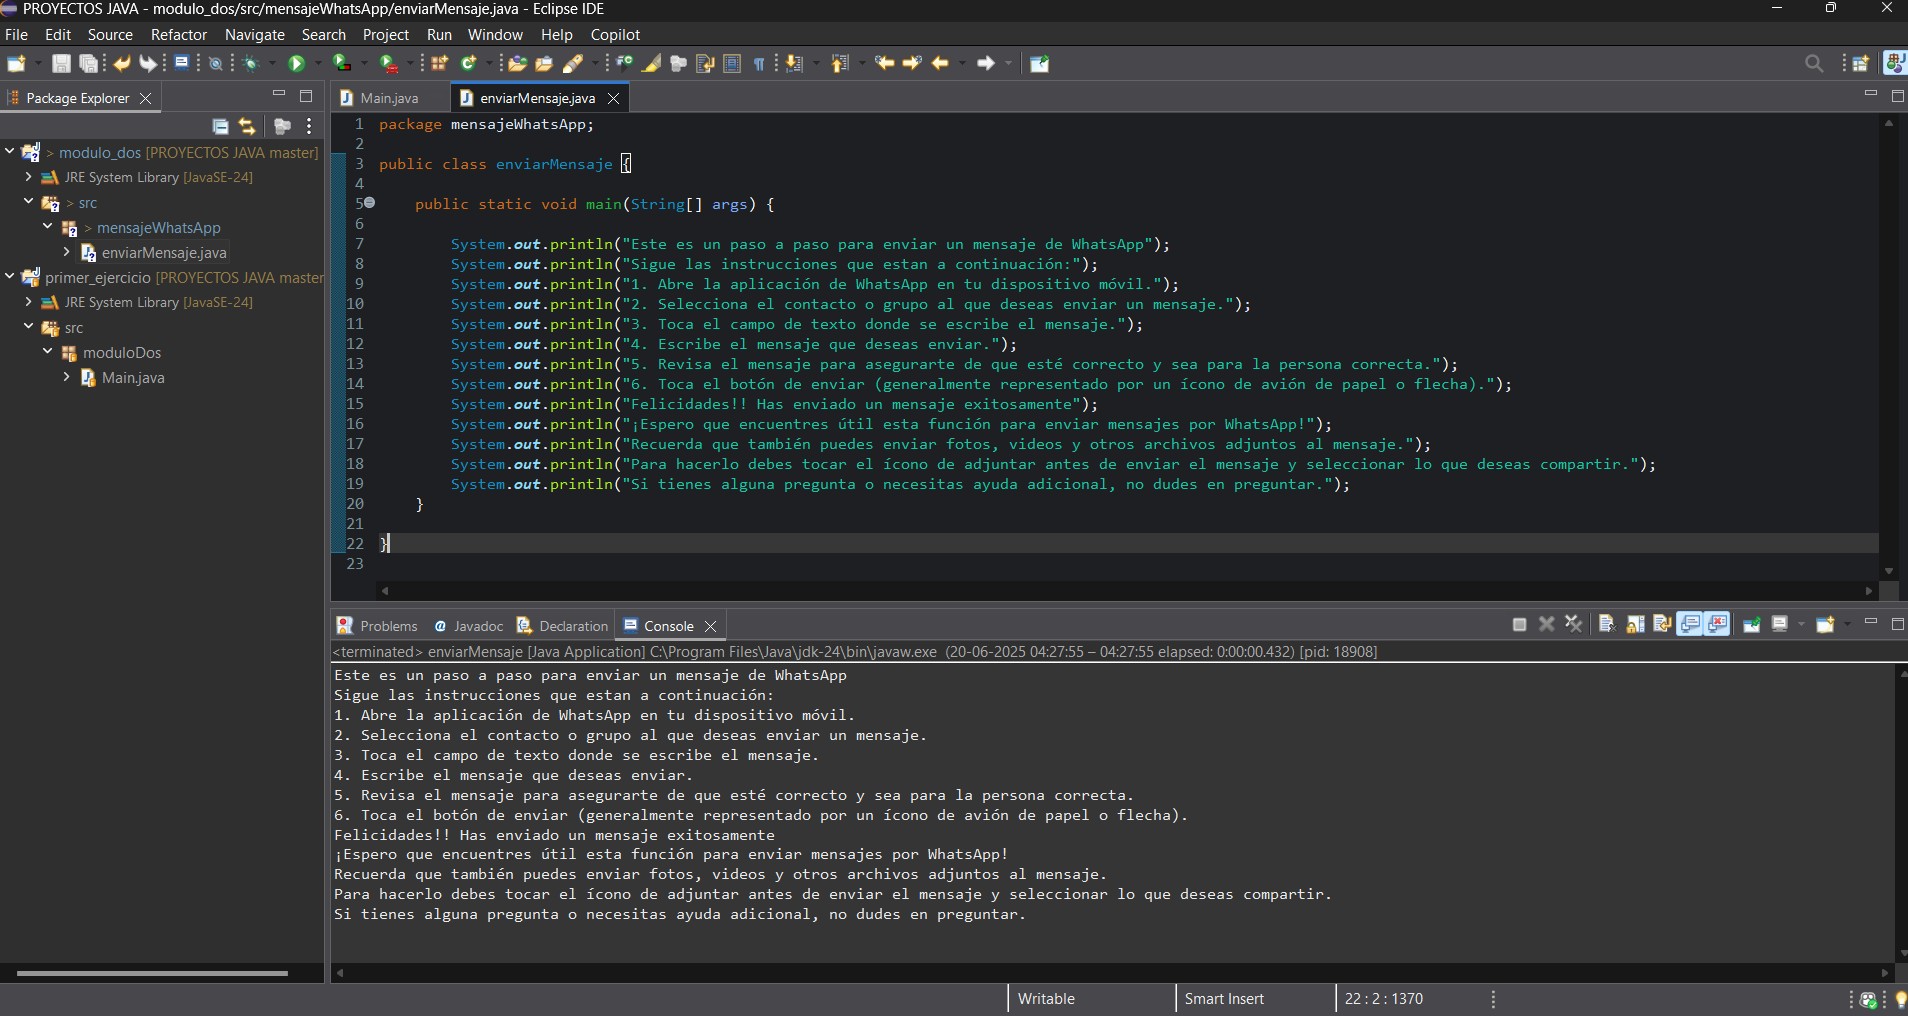 PROYECTOS JAVA - modulo_dos/src/mensajeWhatsApp/enviarMensaje.java - Eclipse IDE
File Edit Source Refactor Navigate Search Project Run Window Help Copilot
Package Explorer
> modulo_dos [PROYECTOS JAVA master]
JRE System Library [JavaSE-24]
> src
> mensajeWhatsApp
enviarMensaje.java
primer_ejercicio [PROYECTOS JAVA master
JRE System Library [JavaSE-24]
src
moduloDos
Main.java
Main.java enviarMensaje.java
1 package mensajeWhatsApp;
2
3 public class enviarMensaje {
4
5 public static void main(String[] args) {
6
7 System.out.println("Este es un paso a paso para enviar un mensaje de WhatsApp");
8 System.out.println("Sigue las instrucciones que estan a continuación:");
9 System.out.println("1. Abre la aplicación de WhatsApp en tu dispositivo móvil.");
10 System.out.println("2. Selecciona el contacto o grupo al que deseas enviar un mensaje.");
11 System.out.println("3. Toca el campo de texto donde se escribe el mensaje.");
12 System.out.println("4. Escribe el mensaje que deseas enviar.");
13 System.out.println("5. Revisa el mensaje para asegurarte de que esté correcto y sea para la persona correcta.");
14 System.out.println("6. Toca el botón de enviar (generalmente representado por un ícono de avión de papel o flecha).");
15 System.out.println("Felicidades!! Has enviado un mensaje exitosamente");
16 System.out.println("¡Espero que encuentres útil esta función para enviar mensajes por WhatsApp!");
17 System.out.println("Recuerda que también puedes enviar fotos, videos y otros archivos adjuntos al mensaje.");
18 System.out.println("Para hacerlo debes tocar el ícono de adjuntar antes de enviar el mensaje y seleccionar lo que deseas compartir.");
19 System.out.println("Si tienes alguna pregunta o necesitas ayuda adicional, no dudes en preguntar.");
20 }
21
22 }
23
Problems Javadoc Declaration Console
<terminated> enviarMensaje [Java Application] C:\Program Files\Java\jdk-24\bin\javaw.exe (20-06-2025 04:27:55 – 04:27:55 elapsed: 0:00:00.432) [pid: 18908]
Este es un paso a paso para enviar un mensaje de WhatsApp
Sigue las instrucciones que estan a continuación:
1. Abre la aplicación de WhatsApp en tu dispositivo móvil.
2. Selecciona el contacto o grupo al que deseas enviar un mensaje.
3. Toca el campo de texto donde se escribe el mensaje.
4. Escribe el mensaje que deseas enviar.
5. Revisa el mensaje para asegurarte de que esté correcto y sea para la persona correcta.
6. Toca el botón de enviar (generalmente representado por un ícono de avión de papel o flecha).
Felicidades!! Has enviado un mensaje exitosamente
¡Espero que encuentres útil esta función para enviar mensajes por WhatsApp!
Recuerda que también puedes enviar fotos, videos y otros archivos adjuntos al mensaje.
Para hacerlo debes tocar el ícono de adjuntar antes de enviar el mensaje y seleccionar lo que deseas compartir.
Si tienes alguna pregunta o necesitas ayuda adicional, no dudes en preguntar.
Writable Smart Insert 22 : 2 : 1370